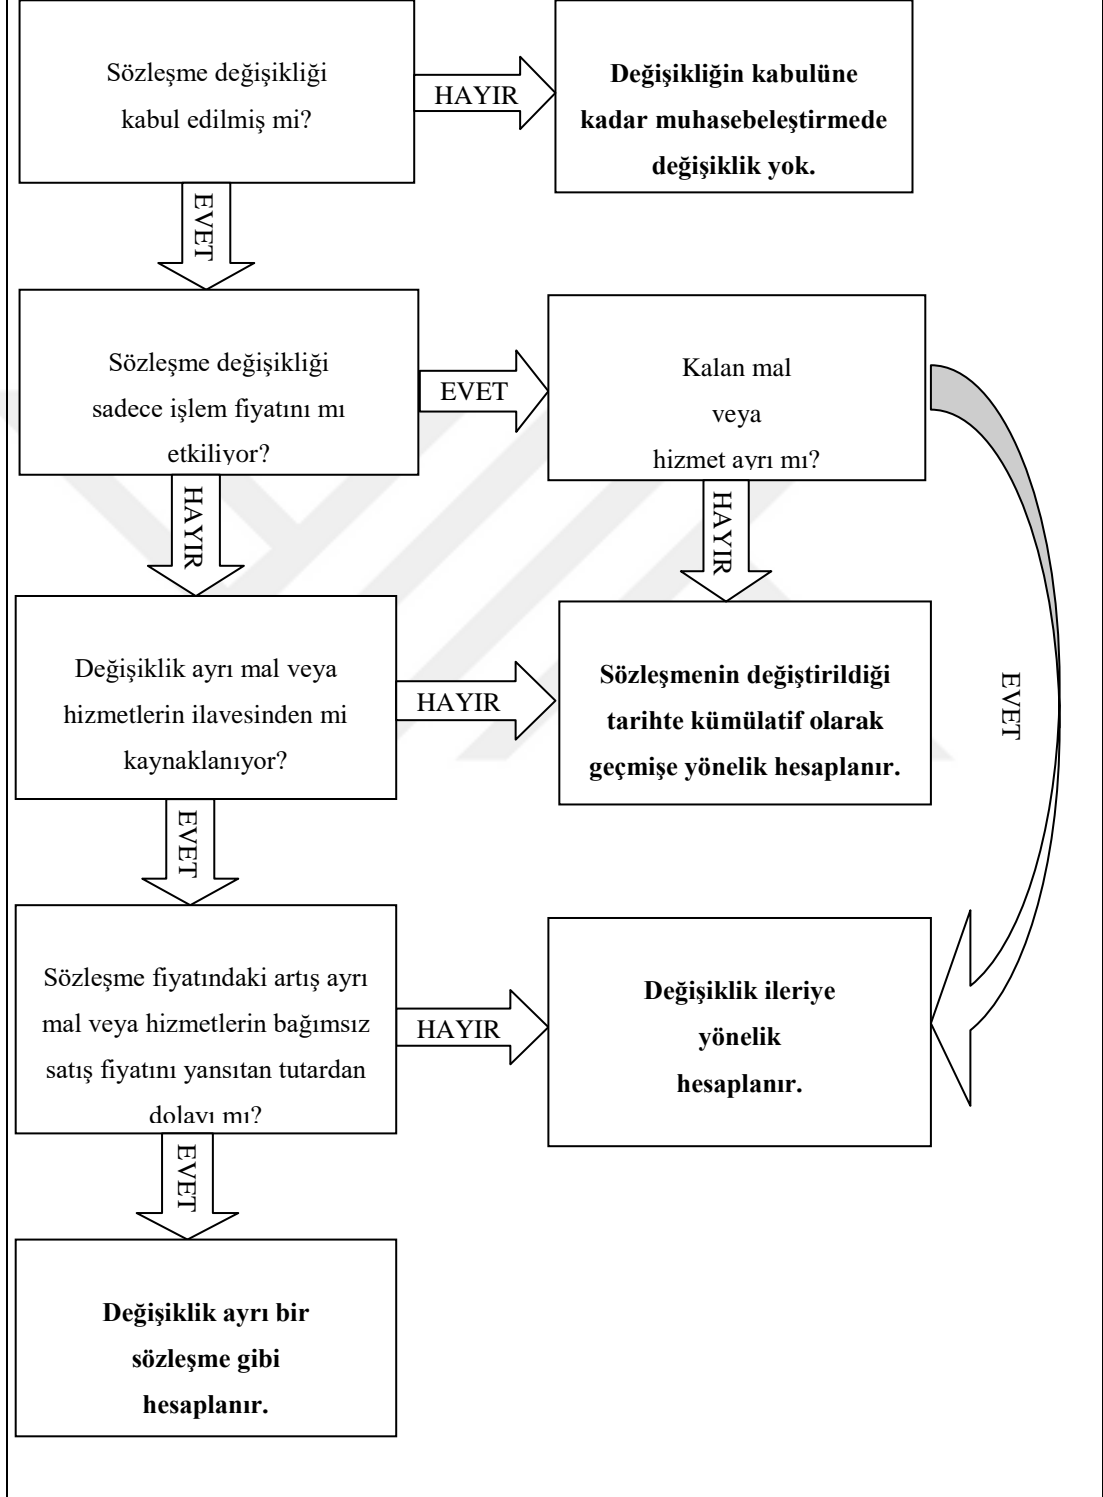 Sözleşme değişikliği
kabul edilmiş mi?
HAYIR
Değişikliğin kabulüne
kadar muhasebeleştirmede
değişiklik yok.
EVET
Sözleşme değişikliği
sadece işlem fiyatını mı
etkiliyor?
EVET
Kalan mal
veya
hizmet ayrı mı?
HAYIR
HAYIR
Değişiklik ayrı mal veya
hizmetlerin ilavesinden mi
kaynaklanıyor?
HAYIR
Sözleşmenin değiştirildiği
tarihte kümülatif olarak
geçmişe yönelik hesaplanır.
EVET
EVET
Sözleşme fiyatındaki artış ayrı
mal veya hizmetlerin bağımsız
satış fiyatını yansıtan tutardan
dolayı mı?
HAYIR
Değişiklik ileriye
yönelik
hesaplanır.
EVET
Değişiklik ayrı bir
sözleşme gibi
hesaplanır.